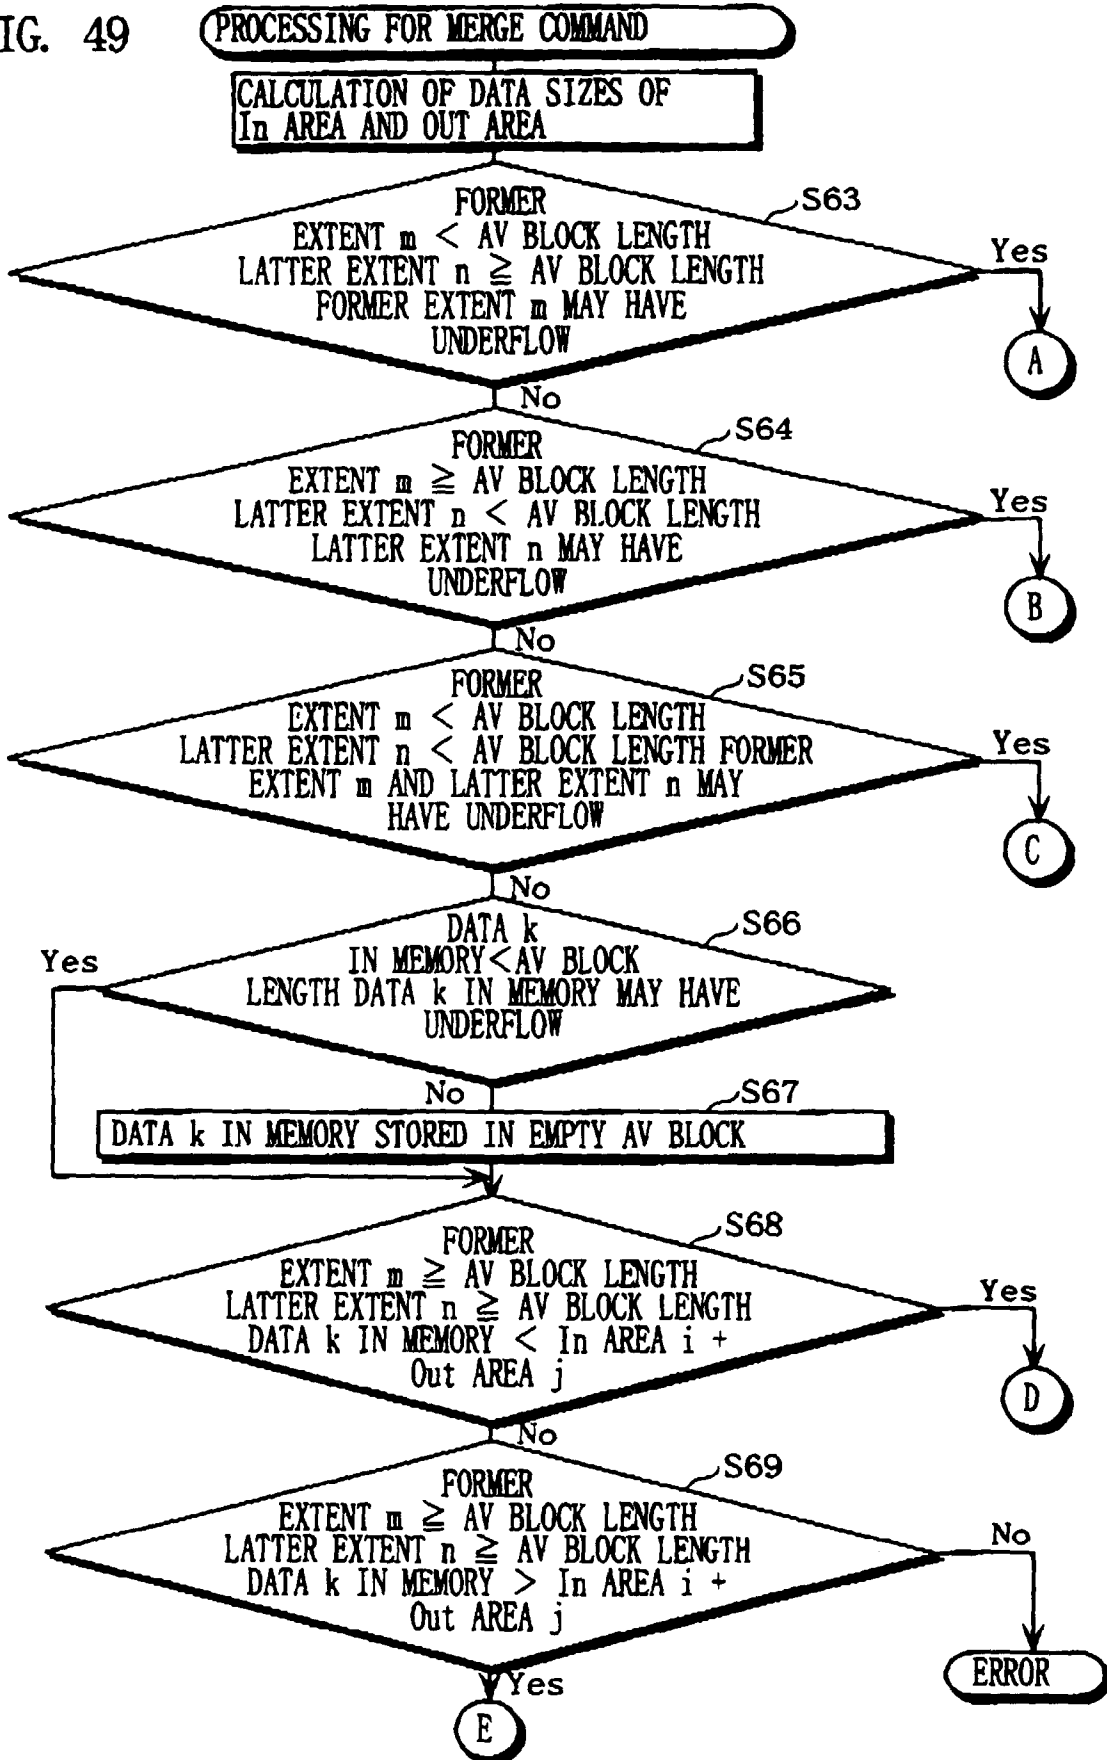 IG. 49
PROCESSING FOR MERGE COMMAND
CALCULATION OF DATA SIZES OF
In AREA AND OUT AREA
S63
FORMER
EXTENT m < AV BLOCK LENGTH
LATTER EXTENT n ≧ AV BLOCK LENGTH
FORMER EXTENT m MAY HAVE
UNDERFLOW
Yes
A
No
S64
FORMER
EXTENT m ≧ AV BLOCK LENGTH
LATTER EXTENT n < AV BLOCK LENGTH
LATTER EXTENT n MAY HAVE
UNDERFLOW
Yes
B
No
S65
FORMER
EXTENT m < AV BLOCK LENGTH
LATTER EXTENT n < AV BLOCK LENGTH FORMER
EXTENT m AND LATTER EXTENT n MAY
HAVE UNDERFLOW
Yes
C
No
S66
DATA k
IN MEMORY<AV BLOCK
LENGTH DATA k IN MEMORY MAY HAVE
UNDERFLOW
Yes
No
S67
DATA k IN MEMORY STORED IN EMPTY AV BLOCK
S68
FORMER
EXTENT m ≧ AV BLOCK LENGTH
LATTER EXTENT n ≧ AV BLOCK LENGTH
DATA k IN MEMORY < In AREA i +
Out AREA j
Yes
D
No
S69
FORMER
EXTENT m ≧ AV BLOCK LENGTH
LATTER EXTENT n ≧ AV BLOCK LENGTH
DATA k IN MEMORY > In AREA i +
Out AREA j
No
ERROR
Yes
E